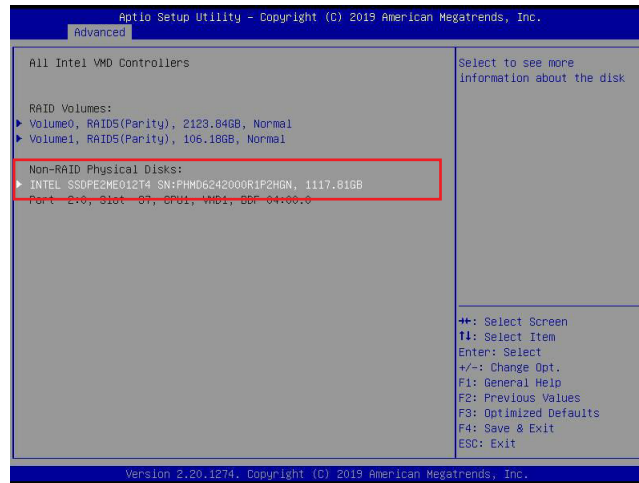 Aptio Setup Utility – Copyright (C) 2019 American Megatrends, Inc.
Advanced
All Intel VMD Controllers
RAID Volumes:
Volume0, RAID5(Parity), 2123.84GB, Normal
Volume1, RAID5(Parity), 106.18GB, Normal
Non-RAID Physical Disks:
INTEL SSDPE2ME012T4 SN:PHMD6242000R1P2HGN, 1117.81GB
Port 2:0, Slot 87, CPU1, VMD1, BDF 04:00.0
Select to see more
information about the disk
: Select Screen
↑↓: Select Item
Enter: Select
+/-: Change Opt.
F1: General Help
F2: Previous Values
F3: Optimized Defaults
F4: Save & Exit
ESC: Exit
Version 2.20.1274. Copyright (C) 2019 American Megatrends, Inc.